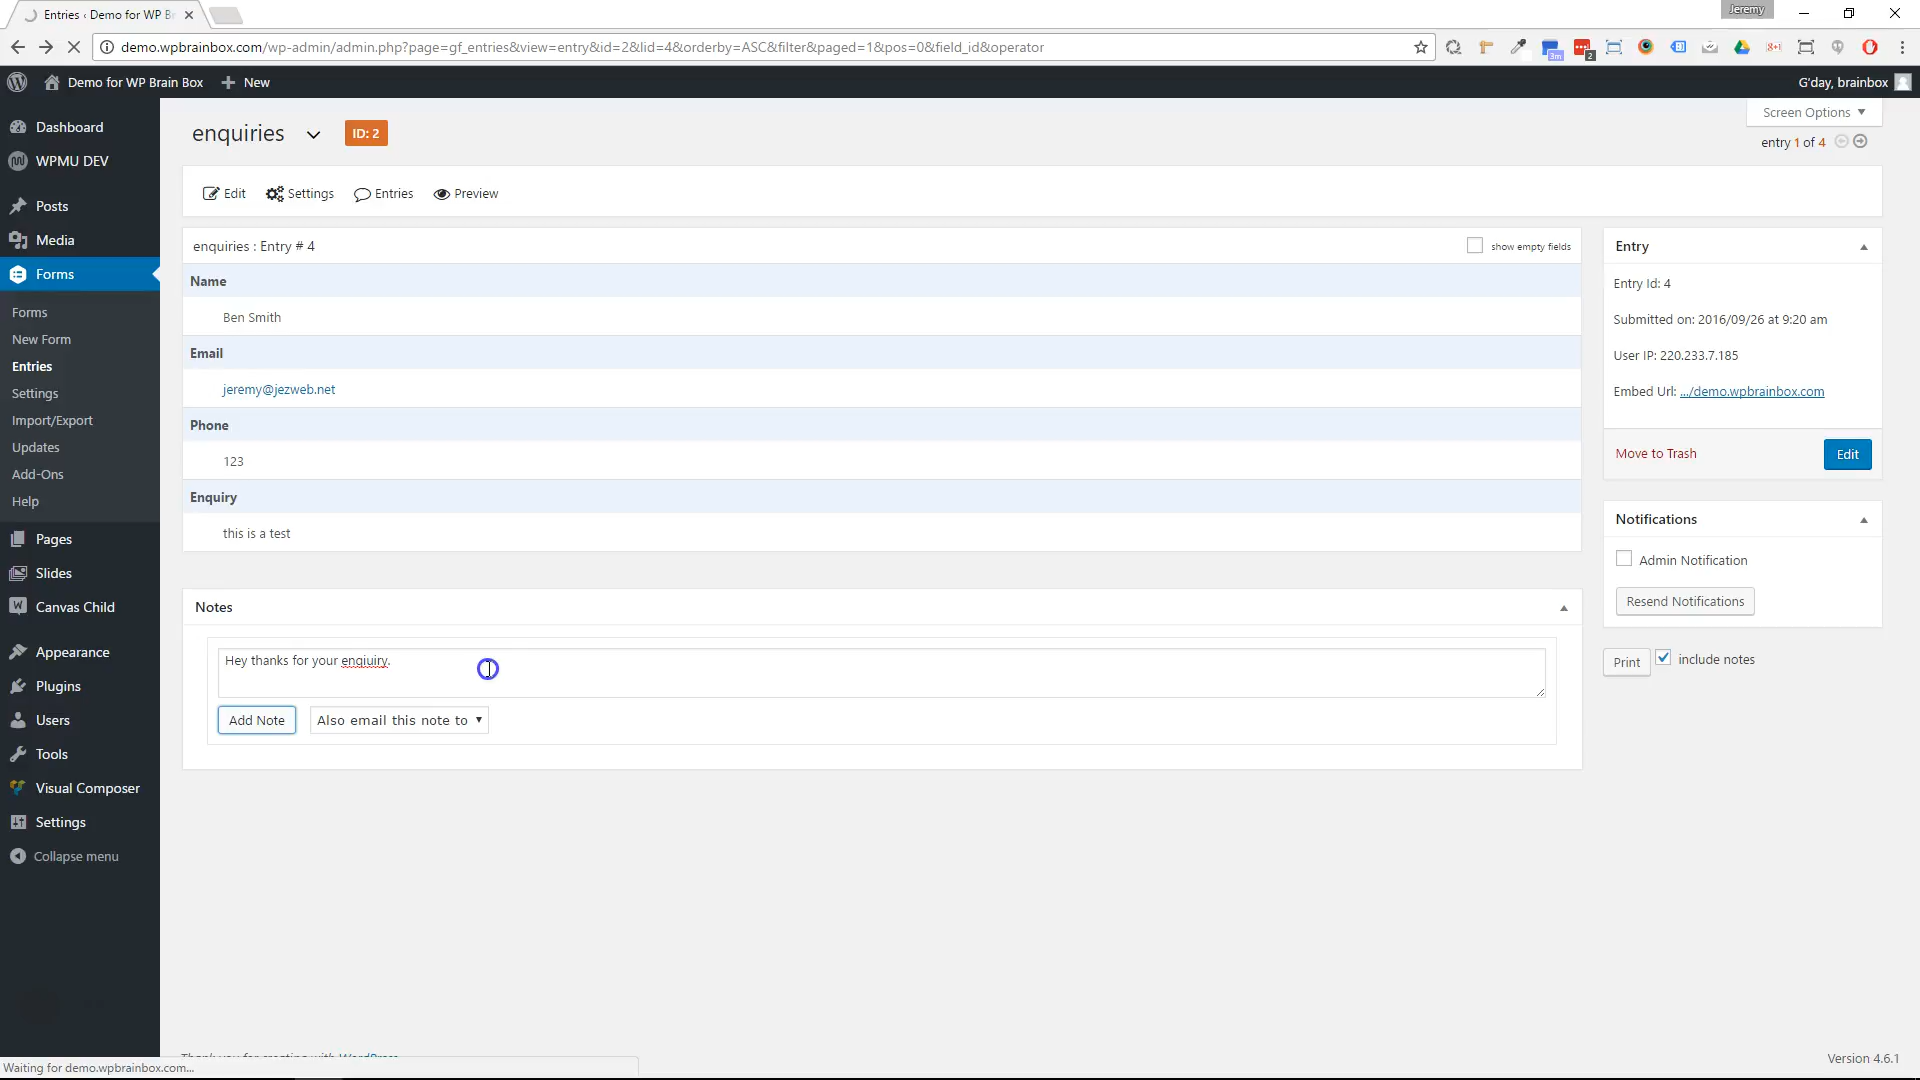 Entries ‹ Demo for WP B
Jeremy
demo.wpbrainbox.com/wp-admin/admin.php?page=gf_entries&view=entry&id=2&lid=4&orderby=ASC&filter&paged=1&pos=0&field_id&operator
Demo for WP Brain Box
New
G'day, brainbox
Dashboard
WPMU DEV
Posts
Media
Forms
Forms
New Form
Entries
Settings
Import/Export
Updates
Add-Ons
Help
Pages
Slides
Canvas Child
Appearance
Plugins
Users
Tools
Visual Composer
Settings
Collapse menu
enquiries
ID: 2
Screen Options
entry 1 of 4
Edit
Settings
Entries
Preview
enquiries : Entry # 4
show empty fields
Name
Ben Smith
Email
jeremy@jezweb.net
Phone
123
Enquiry
this is a test
Notes
Hey thanks for your enqiuiry.
Add Note
Also email this note to
Entry
Entry Id: 4
Submitted on: 2016/09/26 at 9:20 am
User IP: 220.233.7.185
Embed Url: .../demo.wpbrainbox.com
Move to Trash
Edit
Notifications
Admin Notification
Resend Notifications
Print
include notes
Thank you for creating with WordPress
Version 4.6.1
Waiting for demo.wpbrainbox.com...